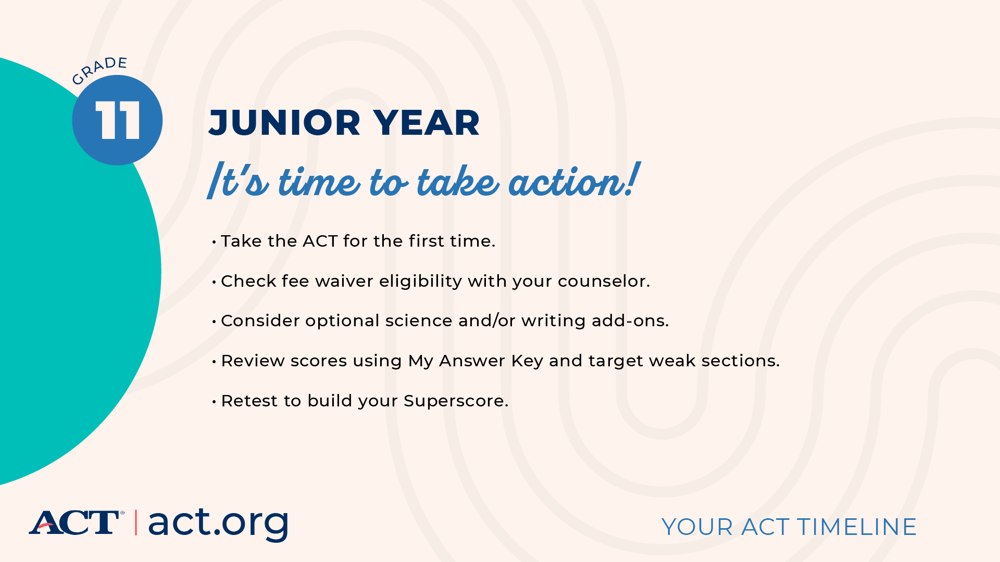 GRADE
11
JUNIOR YEAR
It's time to take action!
• Take the ACT for the first time.
• Check fee waiver eligibility with your counselor.
• Consider optional science and/or writing add-ons.
• Review scores using My Answer Key and target weak sections.
• Retest to build your Superscore.
ACT® | act.org
YOUR ACT TIMELINE